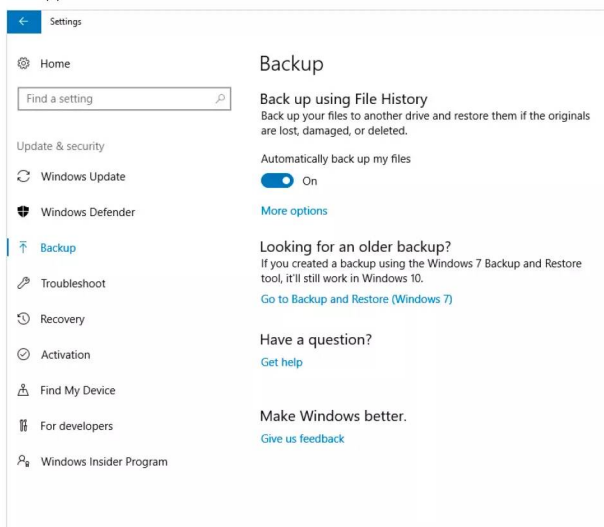 Settings
Home
Find a setting
Update & security
Windows Update
Windows Defender
Backup
Troubleshoot
Recovery
Activation
Find My Device
For developers
Windows Insider Program
Backup
Back up using File History
Back up your files to another drive and restore them if the originals
are lost, damaged, or deleted.
Automatically back up my files
On
More options
Looking for an older backup?
If you created a backup using the Windows 7 Backup and Restore
tool, it'll still work in Windows 10.
Go to Backup and Restore (Windows 7)
Have a question?
Get help
Make Windows better.
Give us feedback